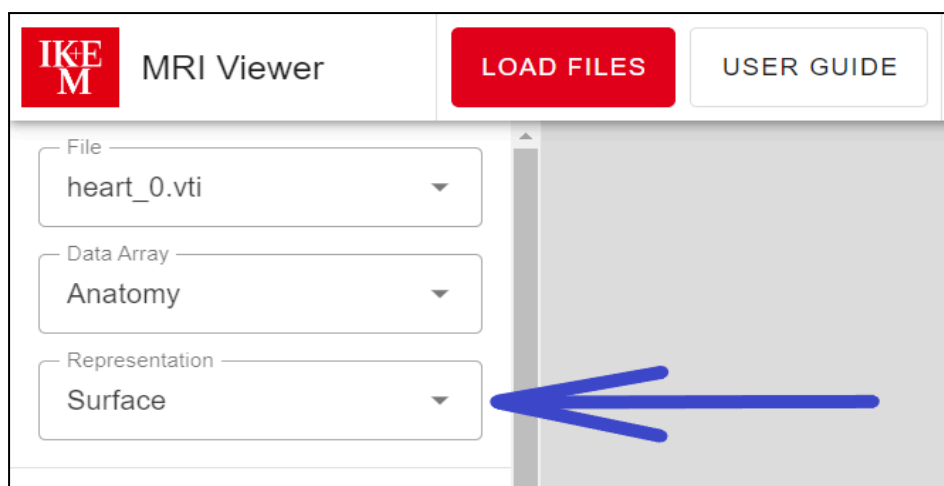 IK+E
M
MRI Viewer
LOAD FILES
USER GUIDE
File
heart_0.vti
Data Array
Anatomy
Representation
Surface